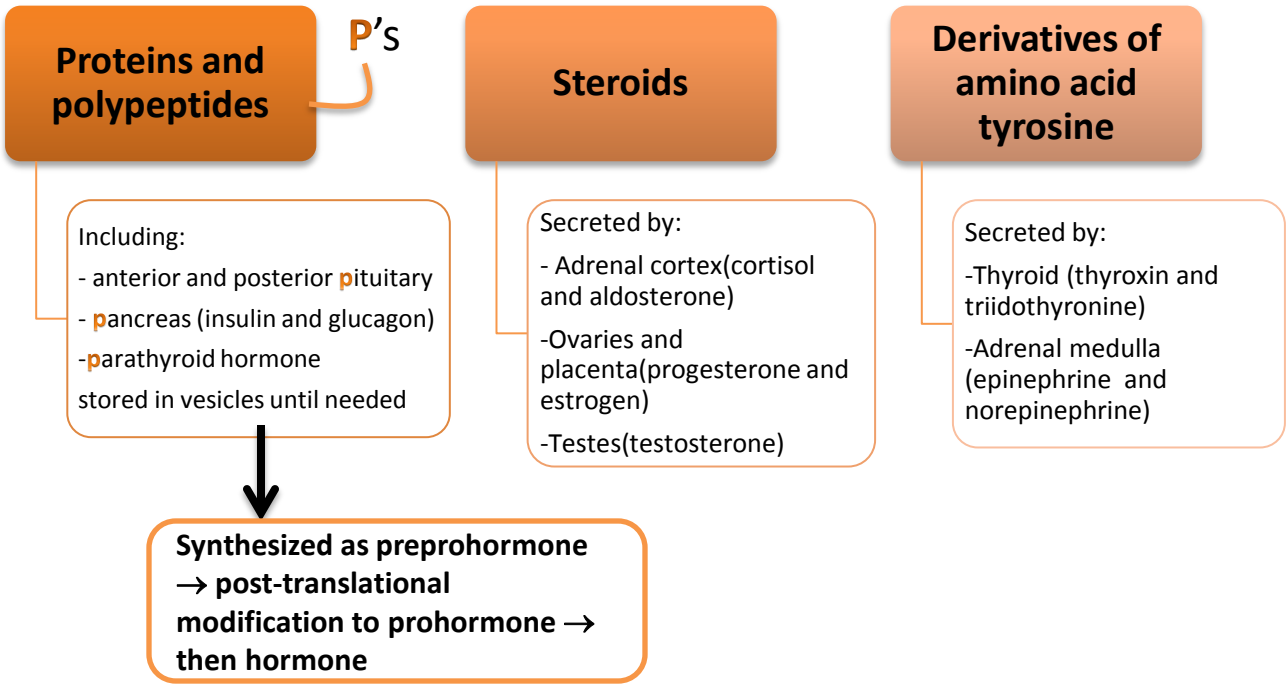 Proteins and
polypeptides
P's
Including:
- anterior and posterior pituitary
- pancreas (insulin and glucagon)
-parathyroid hormone
stored in vesicles until needed
Synthesized as preprohormone
→ post-translational
modification to prohormone →
then hormone
Steroids
Secreted by:
- Adrenal cortex(cortisol
and aldosterone)
-Ovaries and
placenta(progesterone and
estrogen)
-Testes(testosterone)
Derivatives of
amino acid
tyrosine
Secreted by:
-Thyroid (thyroxin and
triidothyronine)
-Adrenal medulla
(epinephrine and
norepinephrine)